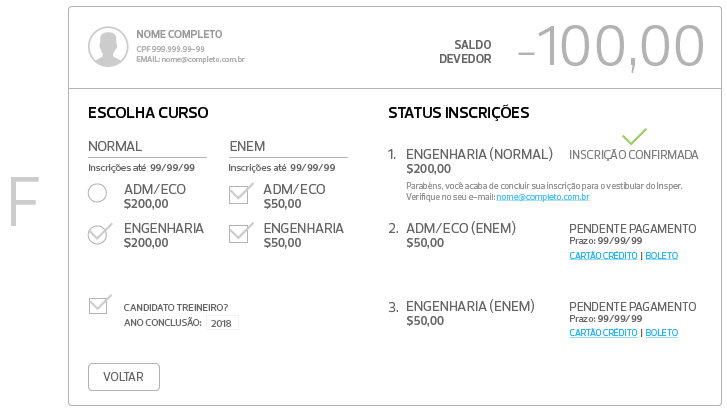 F
NOME COMPLETO
CPF 999.999.99-99
EMAIL: nome@completo.com.br
SALDO
DEVEDOR
-100,00
ESCOLHA CURSO
NORMAL
Inscrições até 99/99/99
ADM/ECO
$200,00
ENGENHARIA
$200,00
ENEM
Inscrições até 99/99/99
ADM/ECO
$50,00
ENGENHARIA
$50,00
CANDIDATO TREINEIRO?
ANO CONCLUSÃO: 2018
VOLTAR
STATUS INSCRIÇÕES
1. ENGENHARIA (NORMAL)
$200,00
INSCRIÇÃO CONFIRMADA
Parabéns, você acaba de concluir sua inscrição para o vestibular do Insper.
Verifique no seu e-mail: nome@completo.com.br
2. ADM/ECO (ENEM)
$50,00
PENDENTE PAGAMENTO
Prazo: 99/99/99
CARTÃO CRÉDITO | BOLETO
3. ENGENHARIA (ENEM)
$50,00
PENDENTE PAGAMENTO
Prazo: 99/99/99
CARTÃO CRÉDITO | BOLETO